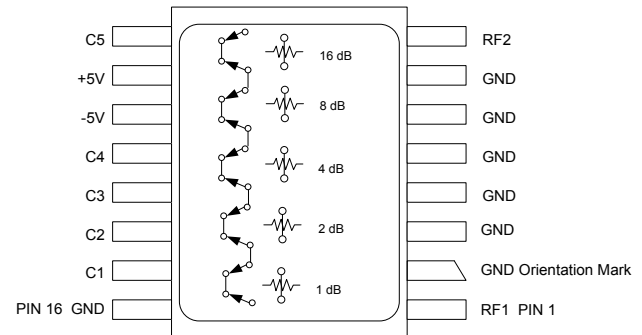 C5
+5V
-5V
C4
C3
C2
C1
PIN 16 GND
16 dB
8 dB
4 dB
2 dB
1 dB
RF2
GND
GND
GND
GND
GND
GND Orientation Mark
RF1 PIN 1